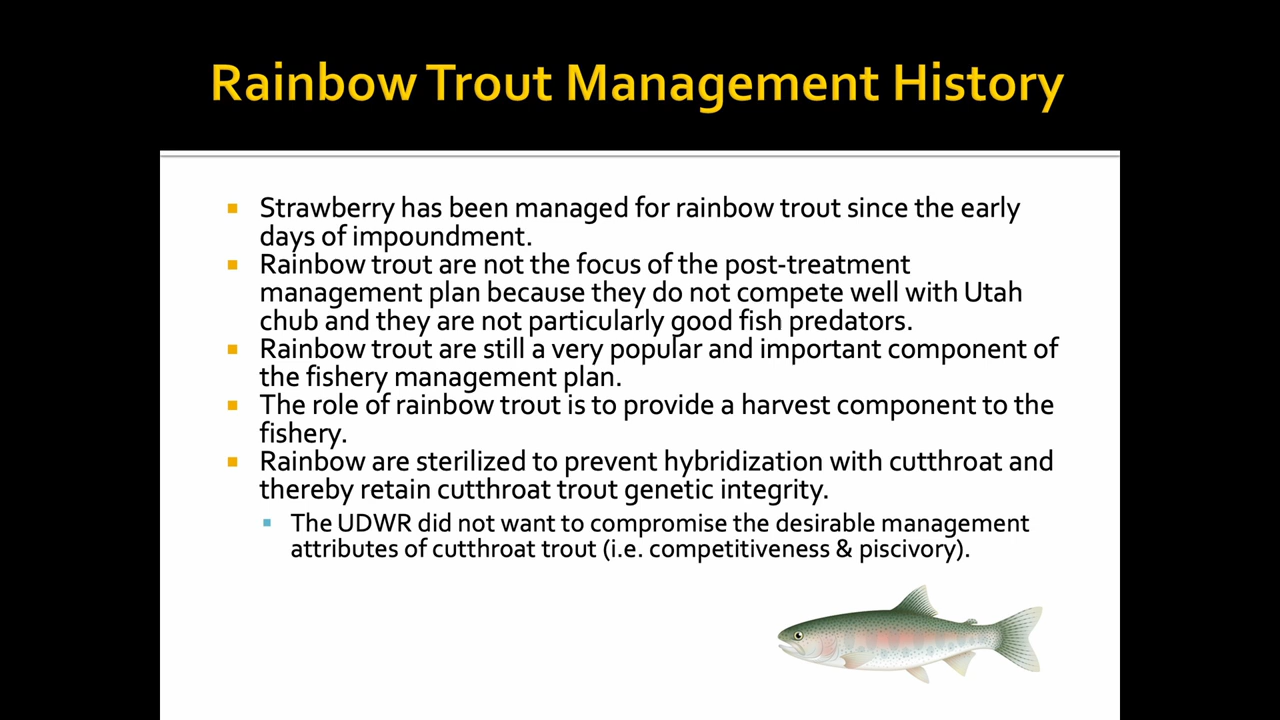 Rainbow Trout Management History
Strawberry has been managed for rainbow trout since the early
days of impoundment.
Rainbow trout are not the focus of the post-treatment
management plan because they do not compete well with Utah
chub and they are not particularly good fish predators.
Rainbow trout are still a very popular and important component of
the fishery management plan.
The role of rainbow trout is to provide a harvest component to the
fishery.
Rainbow are sterilized to prevent hybridization with cutthroat and
thereby retain cutthroat trout genetic integrity.
The UDWR did not want to compromise the desirable management
attributes of cutthroat trout (i.e. competitiveness & piscivory).